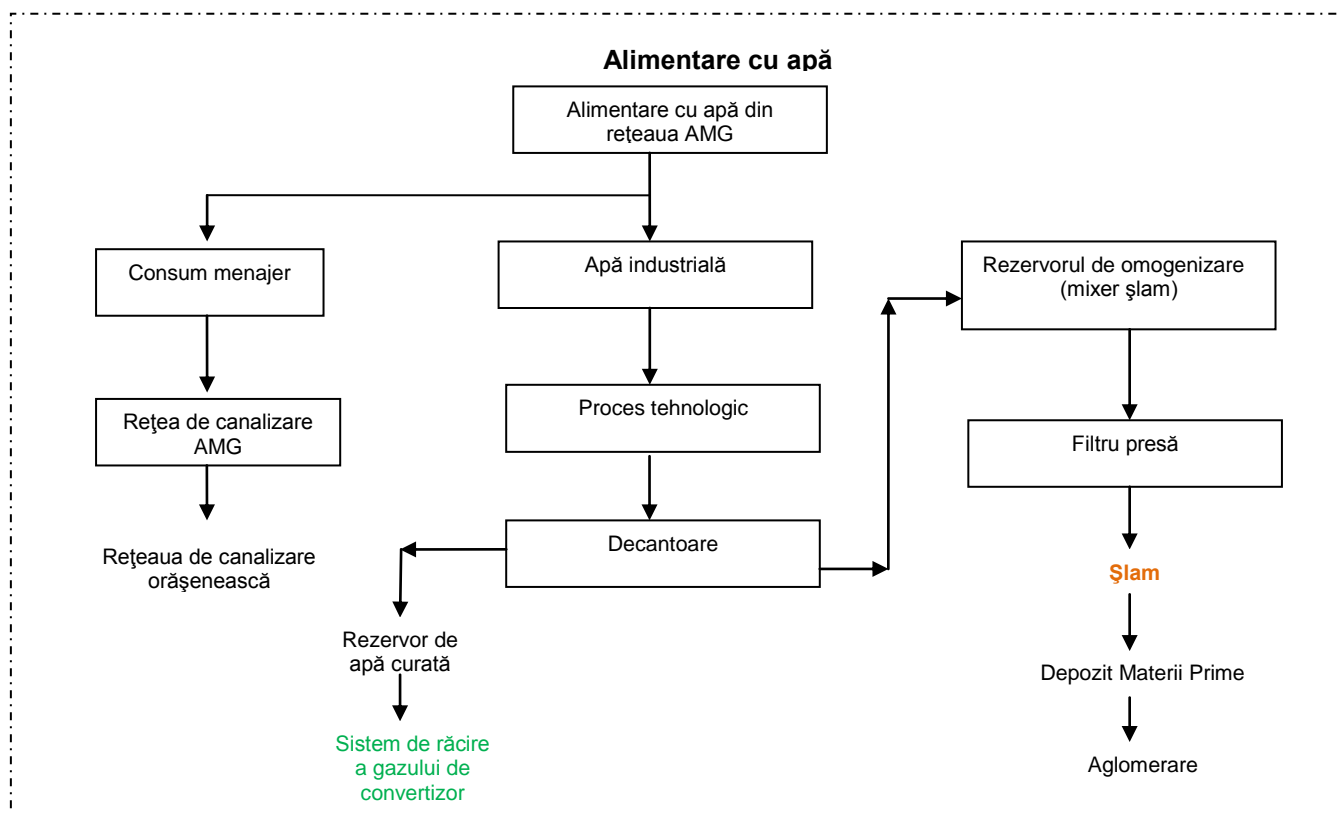 Alimentare cu apă
Alimentare cu apă din
reţeaua AMG
Consum menajer
Apă industrială
Rezervorul de omogenizare
(mixer şlam)
Reţea de canalizare
AMG
Proces tehnologic
Filtru presă
Reţeaua de canalizare
orăşenească
Decantoare
Şlam
Rezervor de
apă curată
Depozit Materii Prime
Sistem de răcire
a gazului de
convertizor
Aglomerare